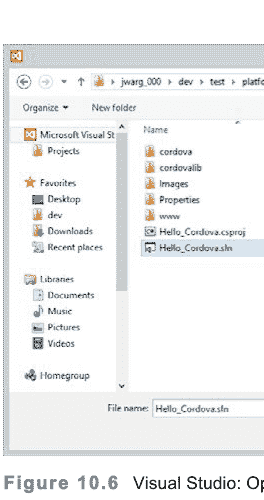 jwarg_000 dev test platfo
Organize New folder
Microsoft Visual St
Projects
Favorites
Desktop
dev
Downloads
Recent places
Libraries
Documents
Music
Pictures
Videos
Homegroup
Name
cordova
cordovalib
Images
Properties
www
Hello_Cordova.csproj
Hello_Cordova.sln
File name: Hello_Cordova.sln
Figure 10.6 Visual Studio: Op